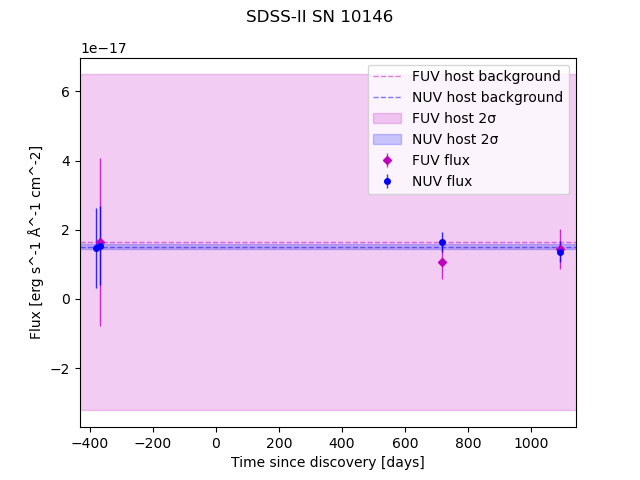 SDSS-II SN 10146
1e−17
FUV host background
NUV host background
FUV host 2σ
NUV host 2σ
FUV flux
NUV flux
6
4
2
0
−2
Flux [erg s^-1 Å^-1 cm^-2]
−400 −200 0 200 400 600 800 1000
Time since discovery [days]